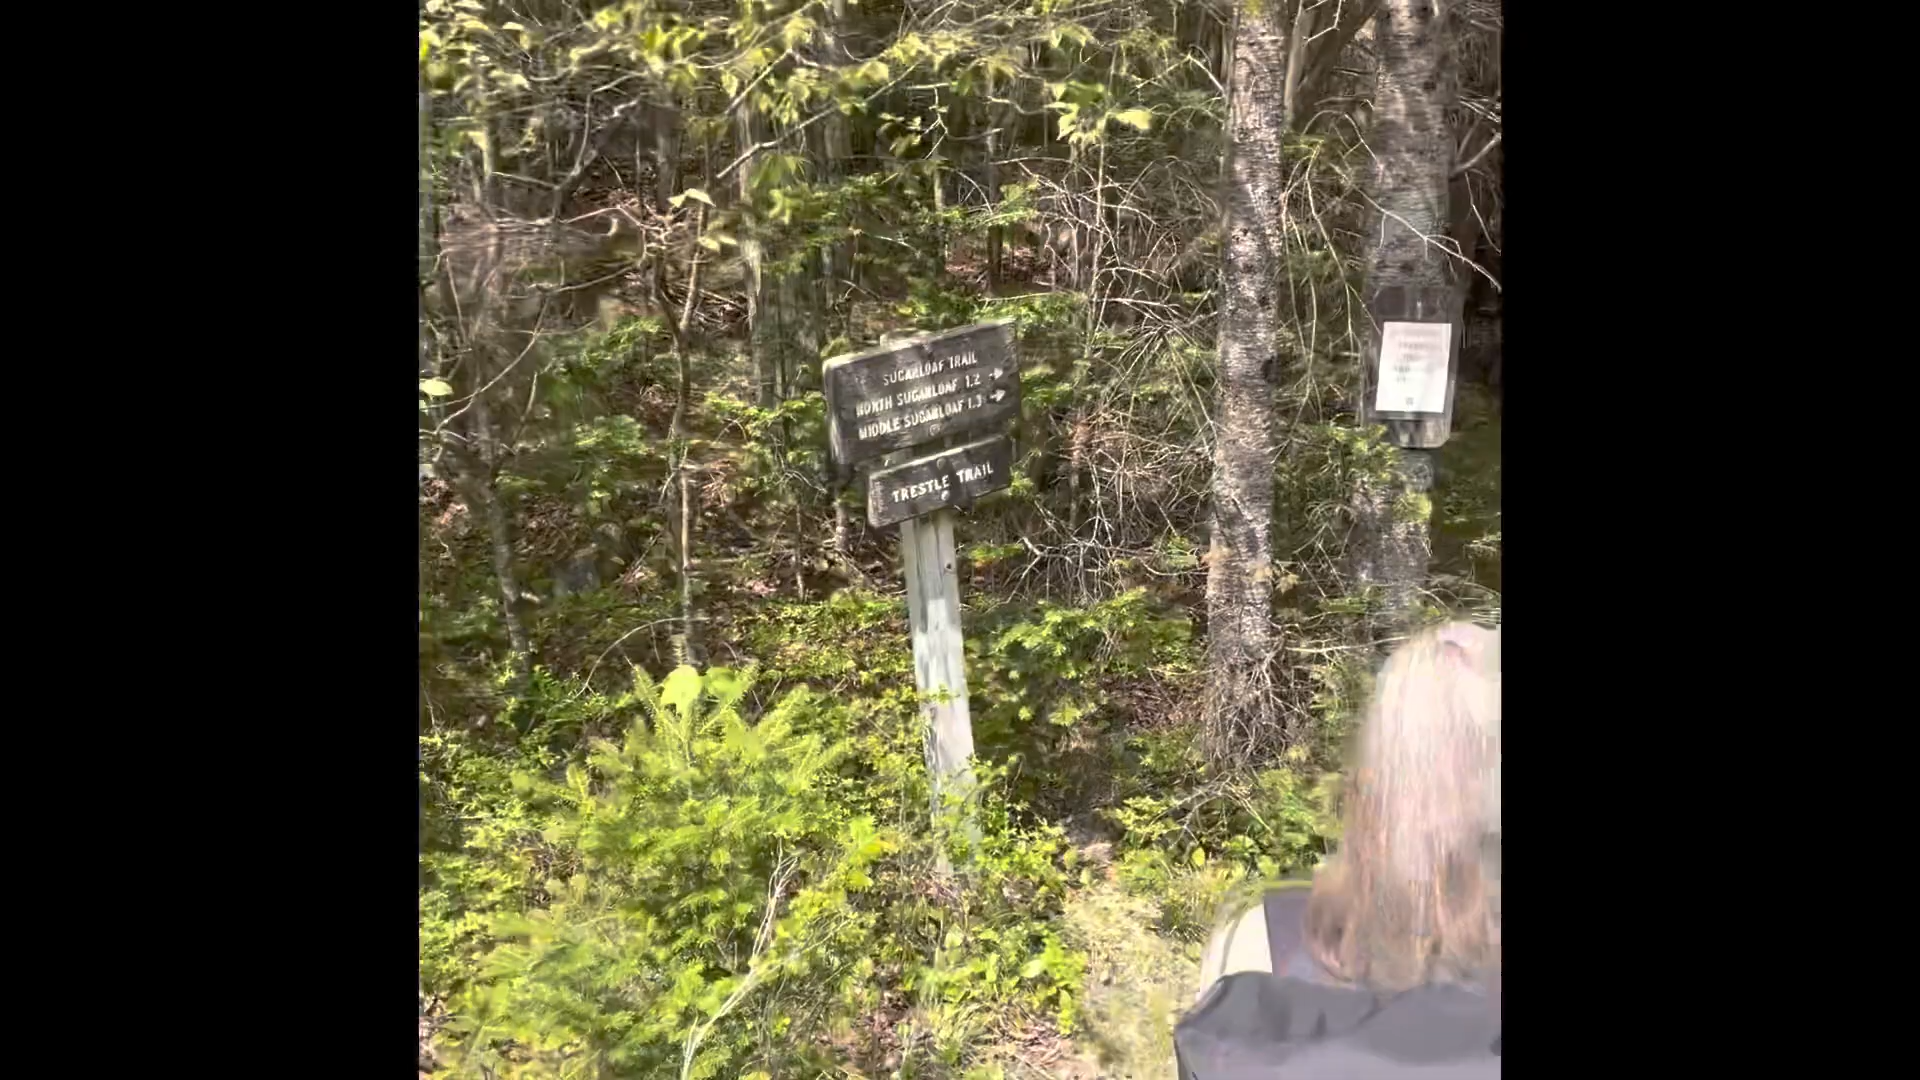 SUGARLOAF TRAIL
NORTH SUGARLOAF 1.2 →
MIDDLE SUGARLOAF 1.3 →
TRESTLE TRAIL